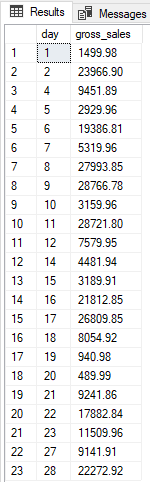 Results Messages
day gross_sales
1 1 1499.98
2 2 23966.90
3 4 9451.89
4 5 2929.96
5 6 19386.81
6 7 5319.96
7 8 27993.85
8 9 28766.78
9 10 3159.96
10 11 28721.80
11 12 7579.95
12 14 4481.94
13 15 3189.91
14 16 21812.85
15 17 26809.85
16 18 8054.92
17 19 940.98
18 20 489.99
19 21 9241.86
20 22 17882.84
21 23 11509.96
22 27 9141.91
23 28 22272.92